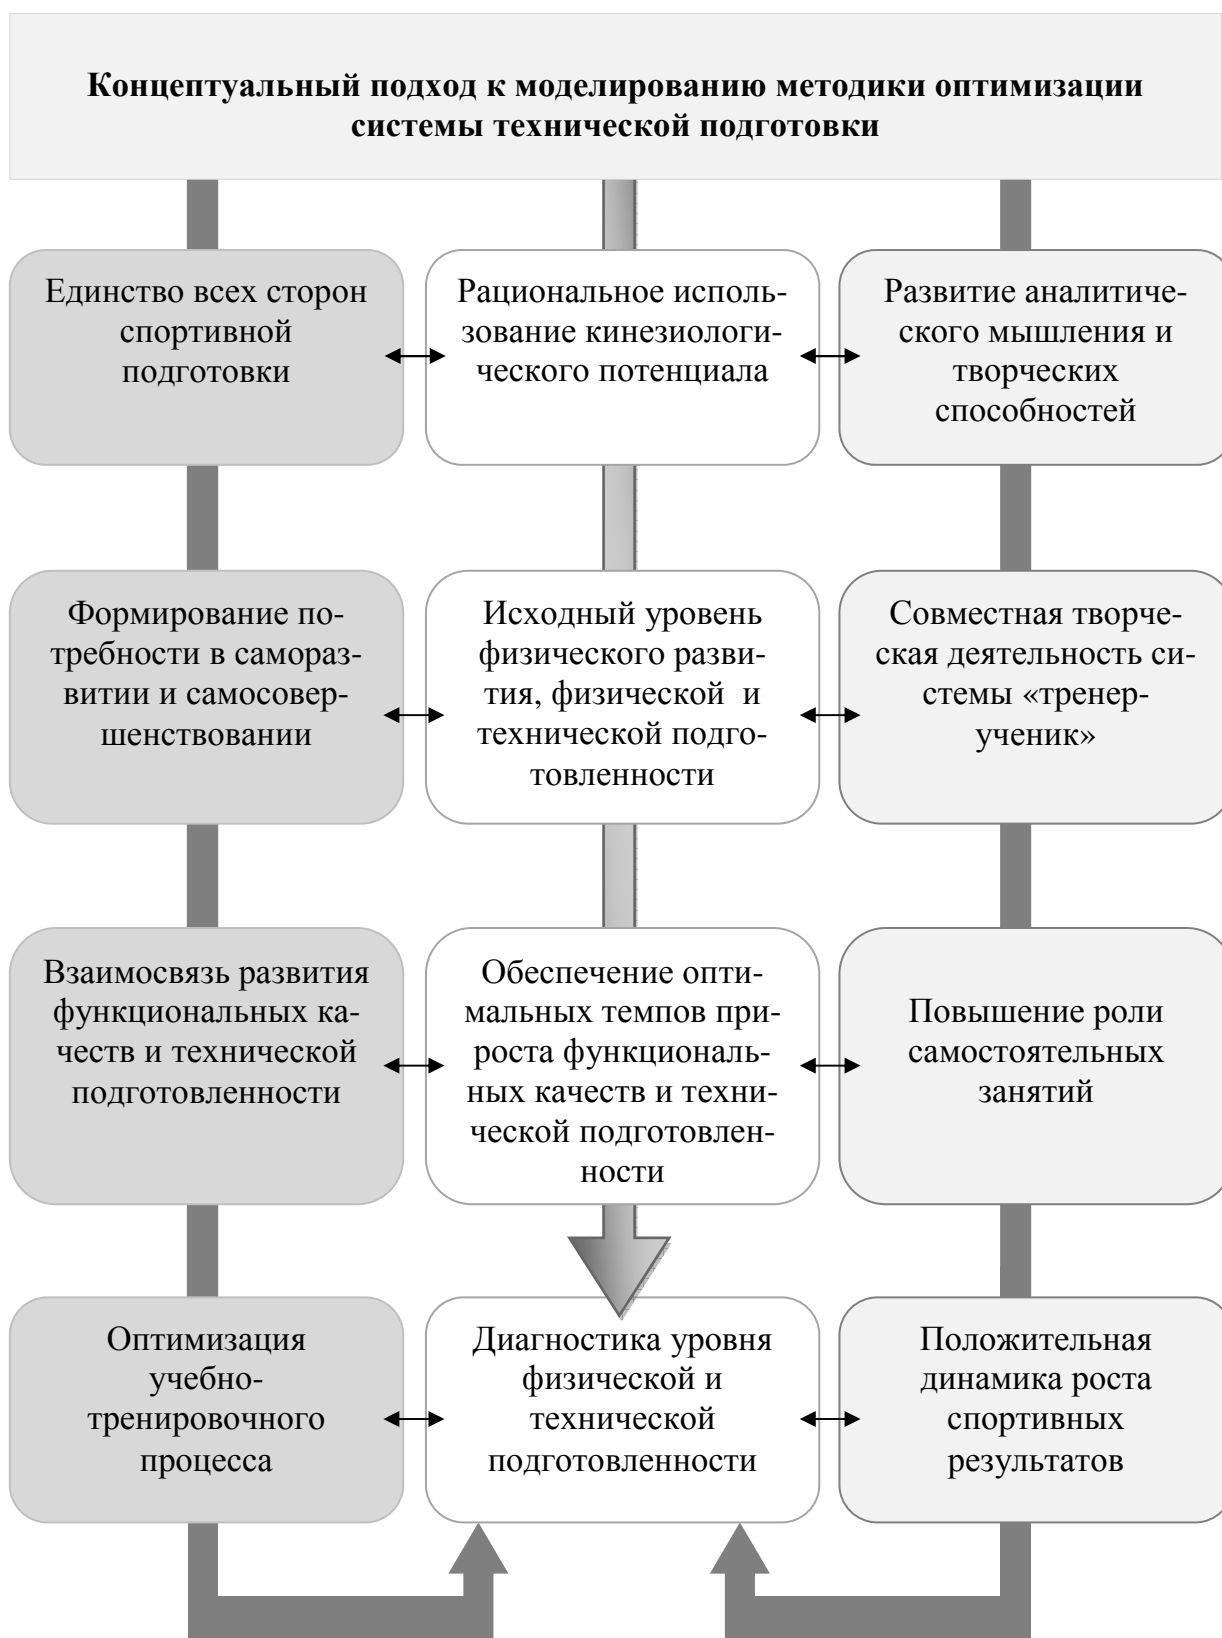 Концептуальный подход к моделированию методики оптимизации
системы технической подготовки
Единство всех сторон
спортивной
подготовки
Рациональное исполь-
зование кинезиологи-
ческого потенциала
Развитие аналитиче-
ского мышления и
творческих
способностей
Формирование по-
требности в самораз-
витии и самосовер-
шенствовании
Исходный уровень
физического разви-
тия, физической и
технической подго-
товленности
Совместная творче-
ская деятельность си-
стемы «тренер-
ученик»
Взаимосвязь развития
функциональных ка-
честв и технической
подготовленности
Обеспечение опти-
мальных темпов при-
роста функциональ-
ных качеств и техни-
ческой подготовлен-
ности
Повышение роли
самостоятельных
занятий
Оптимизация
учебно-
тренировочного
процесса
Диагностика уровня
физической и
технической
подготовленности
Положительная
динамика роста
спортивных
результатов